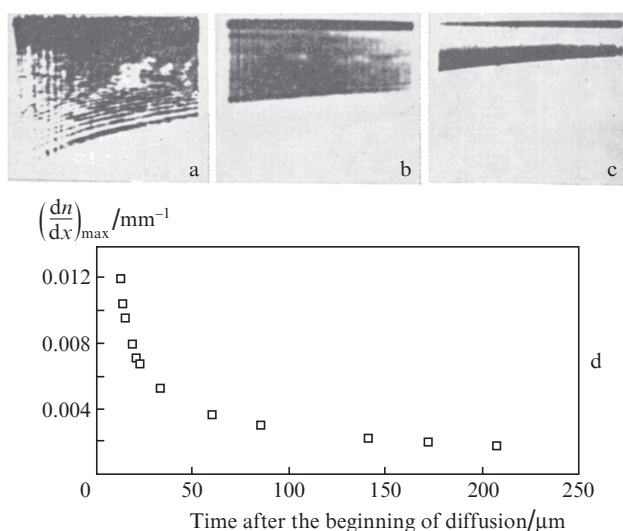 a b c
(dn/dx)max/mm−1
0.012
0.008
d
0.004
0 50 100 150 200 250
Time after the beginning of diffusion/μm